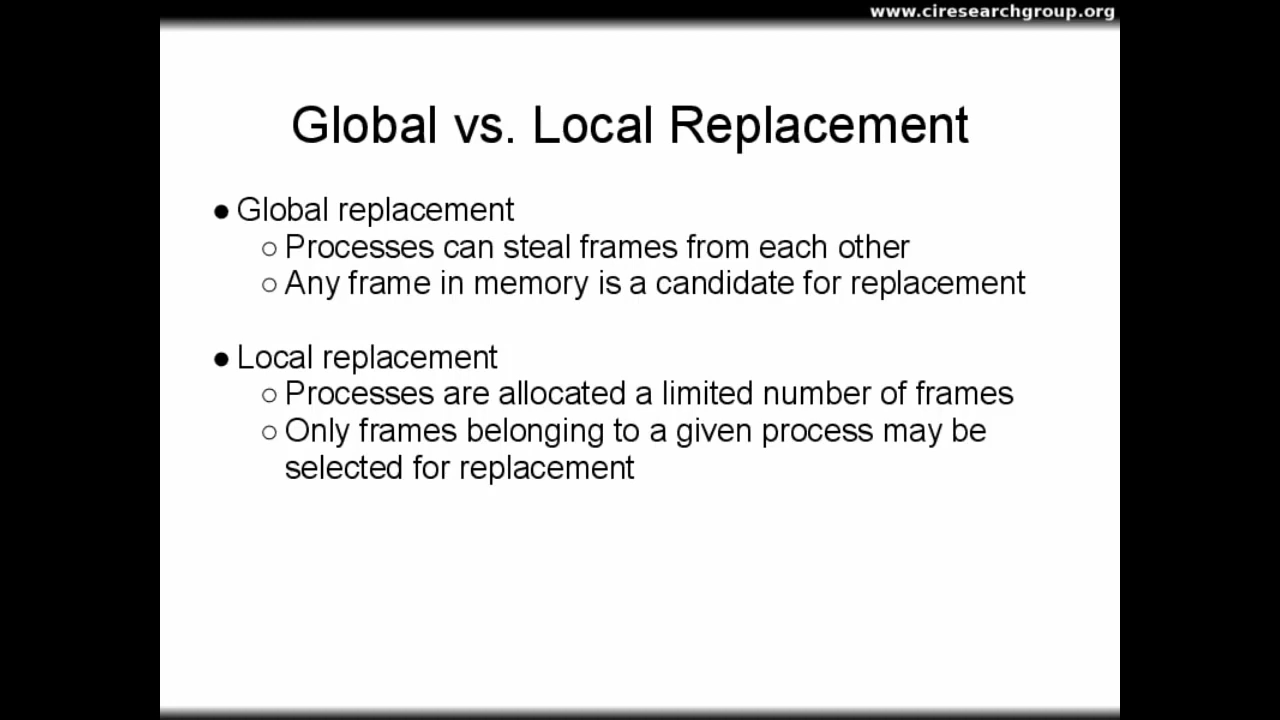 www.ciresearchgroup.org
Global vs. Local Replacement
● Global replacement
○ Processes can steal frames from each other
○ Any frame in memory is a candidate for replacement
● Local replacement
○ Processes are allocated a limited number of frames
○ Only frames belonging to a given process may be
selected for replacement